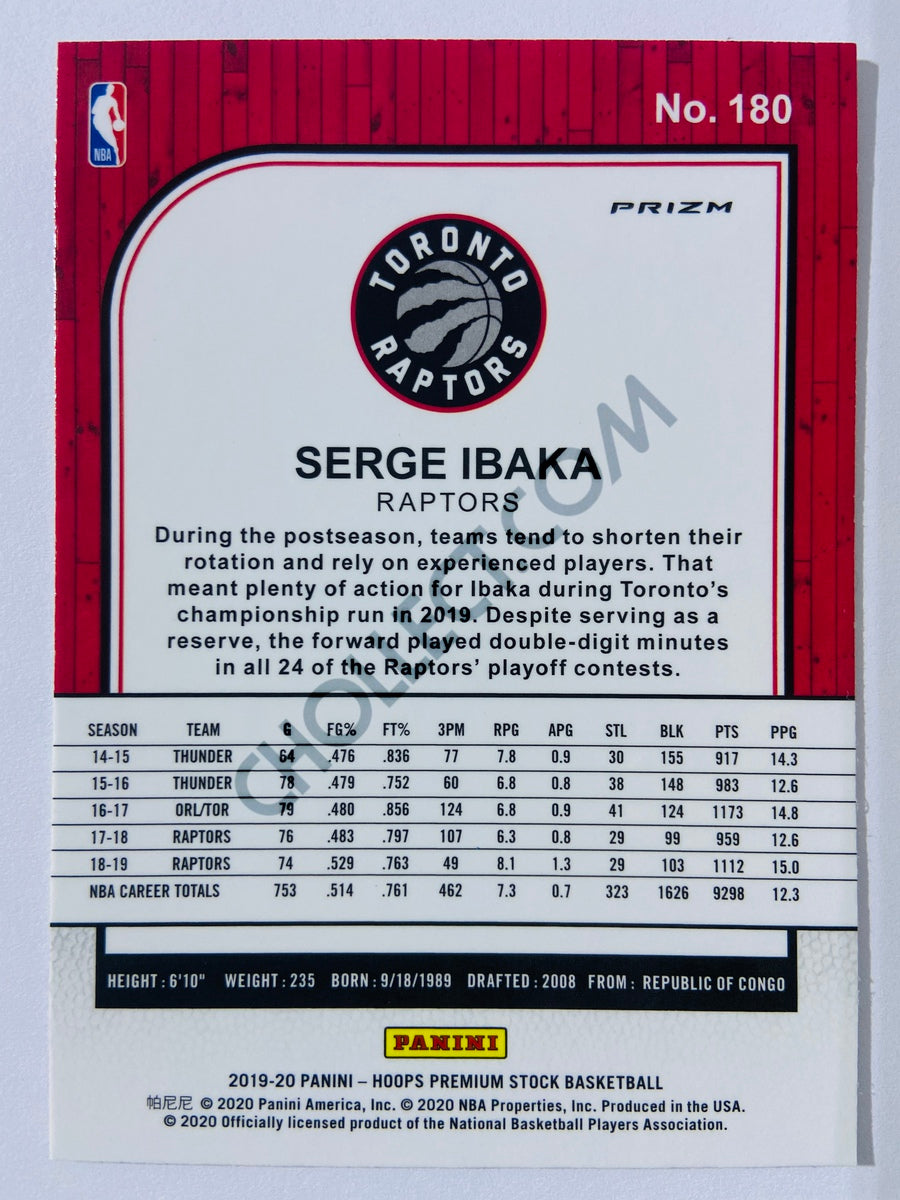 No. 180
NBA
PRIZM
TORONTO
RAPTORS
SERGE IBAKA
RAPTORS
During the postseason, teams tend to shorten their
rotation and rely on experienced players. That
meant plenty of action for Ibaka during Toronto's
championship run in 2019. Despite serving as a
reserve, the forward played double-digit minutes
in all 24 of the Raptors' playoff contests.
CHOLLECT.COM
SEASON TEAM G FG% FT% 3PM RPG APG STL BLK PTS PPG
14-15 THUNDER 64 .476 .836 77 7.8 0.9 30 155 917 14.3
15-16 THUNDER 78 .479 .752 60 6.8 0.8 38 148 983 12.6
16-17 ORL/TOR 79 .480 .856 124 6.8 0.9 41 124 1173 14.8
17-18 RAPTORS 76 .483 .797 107 6.3 0.8 29 99 959 12.6
18-19 RAPTORS 74 .529 .763 49 8.1 1.3 29 103 1112 15.0
NBA CAREER TOTALS 753 .514 .761 462 7.3 0.7 323 1626 9298 12.3
HEIGHT : 6'10" WEIGHT : 235 BORN : 9/18/1989 DRAFTED : 2008 FROM : REPUBLIC OF CONGO
PANINI
2019-20 PANINI – HOOPS PREMIUM STOCK BASKETBALL
帕尼尼 © 2020 Panini America, Inc. © 2020 NBA Properties, Inc. Produced in the USA.
© 2020 Officially licensed product of the National Basketball Players Association.